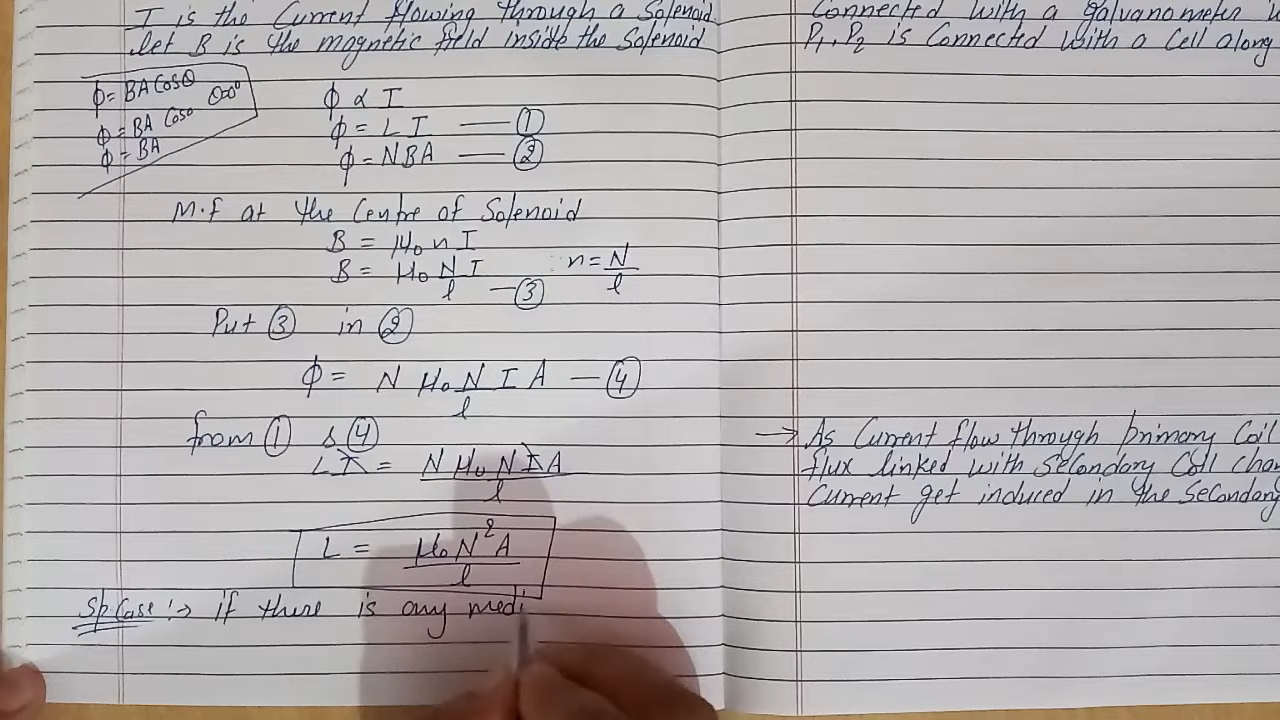 I is the Current flowing through a Solenoid.
let B is the magnetic field inside the Solenoid
ϕ = BA Cosθ
θ=0°
ϕ = BA Cos0
ϕ = BA
ϕ ∝ I
ϕ = LI — ①
ϕ = NBA — ②
M.f at the Centre of Solenoid
B = μ₀ n I
B = μ₀ N/l I — ③ n = N/l
Put ③ in ②
ϕ = N μ₀ N/l I A — ④
from ① & ④
LI = N μ₀ N I A / l
L = μ₀ N² A / l
Sp. Case :→ if there is any medi
Connected with a galvanometer
P₁, P₂ is Connected with a Cell along
→ As Current flow through primary Coil
flux linked with Secondary Coil
Current get induced in the Secondary